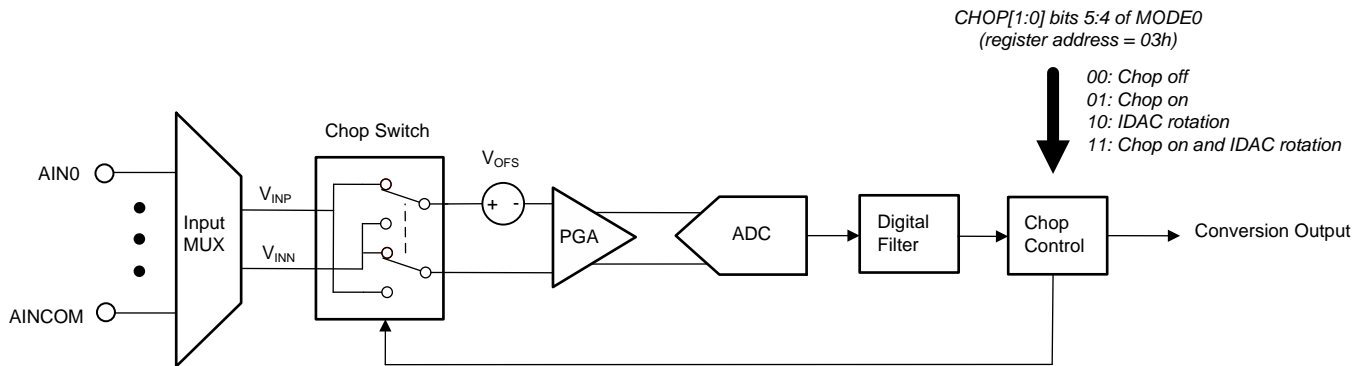 CHOP[1:0] bits 5:4 of MODE0
(register address = 03h)
00: Chop off
01: Chop on
10: IDAC rotation
11: Chop on and IDAC rotation
Chop Switch
VOFS
AIN0
VINP
+ -
Input
MUX
PGA
ADC
Digital
Filter
Chop
Control
Conversion Output
VINN
AINCOM